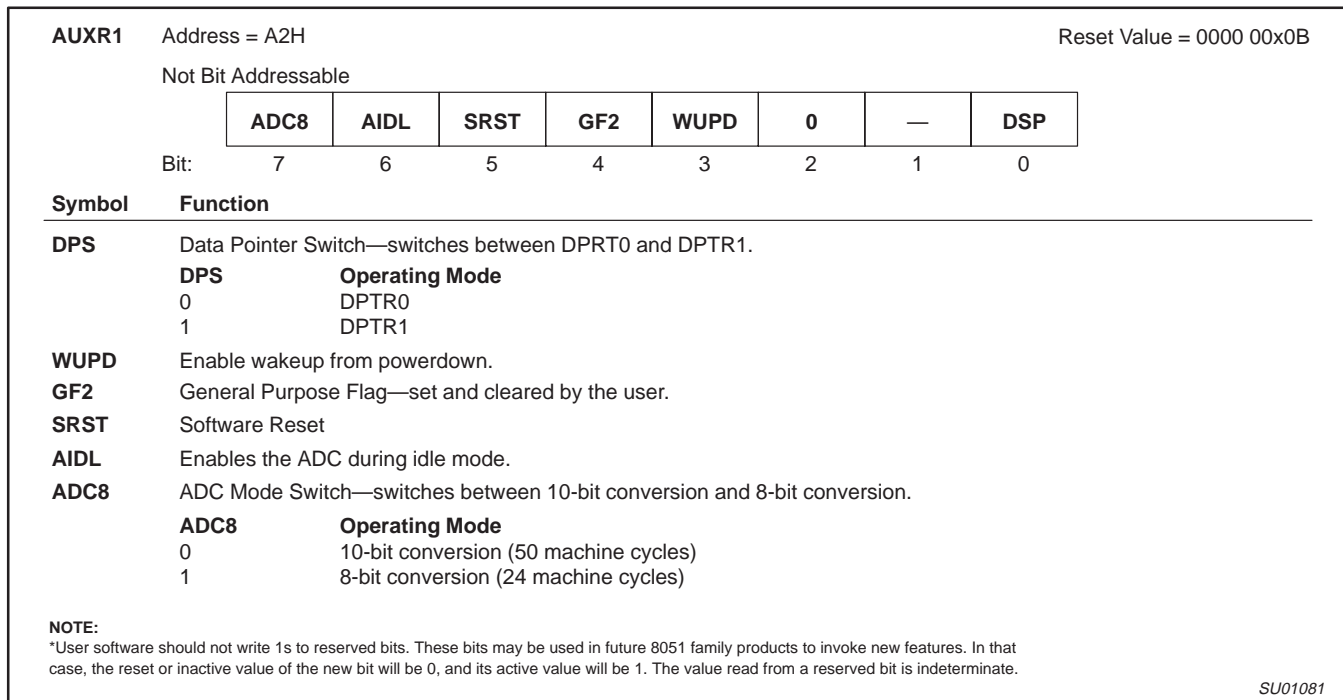 AUXR1 Address = A2H Reset Value = 0000 00x0B
Not Bit Addressable
ADC8 AIDL SRST GF2 WUPD 0 — DSP
Bit: 7 6 5 4 3 2 1 0
Symbol Function
DPS Data Pointer Switch—switches between DPRT0 and DPTR1.
DPS Operating Mode
0 DPTR0
1 DPTR1
WUPD Enable wakeup from powerdown.
GF2 General Purpose Flag—set and cleared by the user.
SRST Software Reset
AIDL Enables the ADC during idle mode.
ADC8 ADC Mode Switch—switches between 10-bit conversion and 8-bit conversion.
ADC8 Operating Mode
0 10-bit conversion (50 machine cycles)
1 8-bit conversion (24 machine cycles)
NOTE:
*User software should not write 1s to reserved bits. These bits may be used in future 8051 family products to invoke new features. In that
case, the reset or inactive value of the new bit will be 0, and its active value will be 1. The value read from a reserved bit is indeterminate.
SU01081